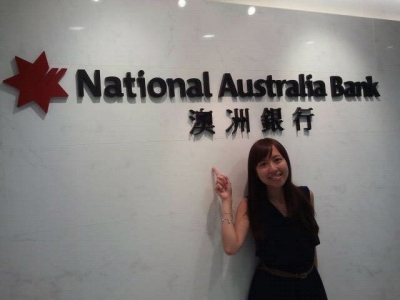 National Australia Bank
澳洲銀行